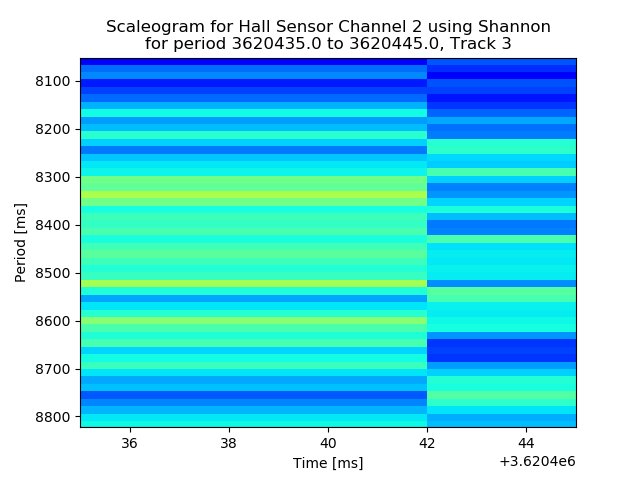 Scaleogram for Hall Sensor Channel 2 using Shannon
for period 3620435.0 to 3620445.0, Track 3
Period [ms]
8100
8200
8300
8400
8500
8600
8700
8800
36 38 40 42 44
Time [ms]
+3.6204e6